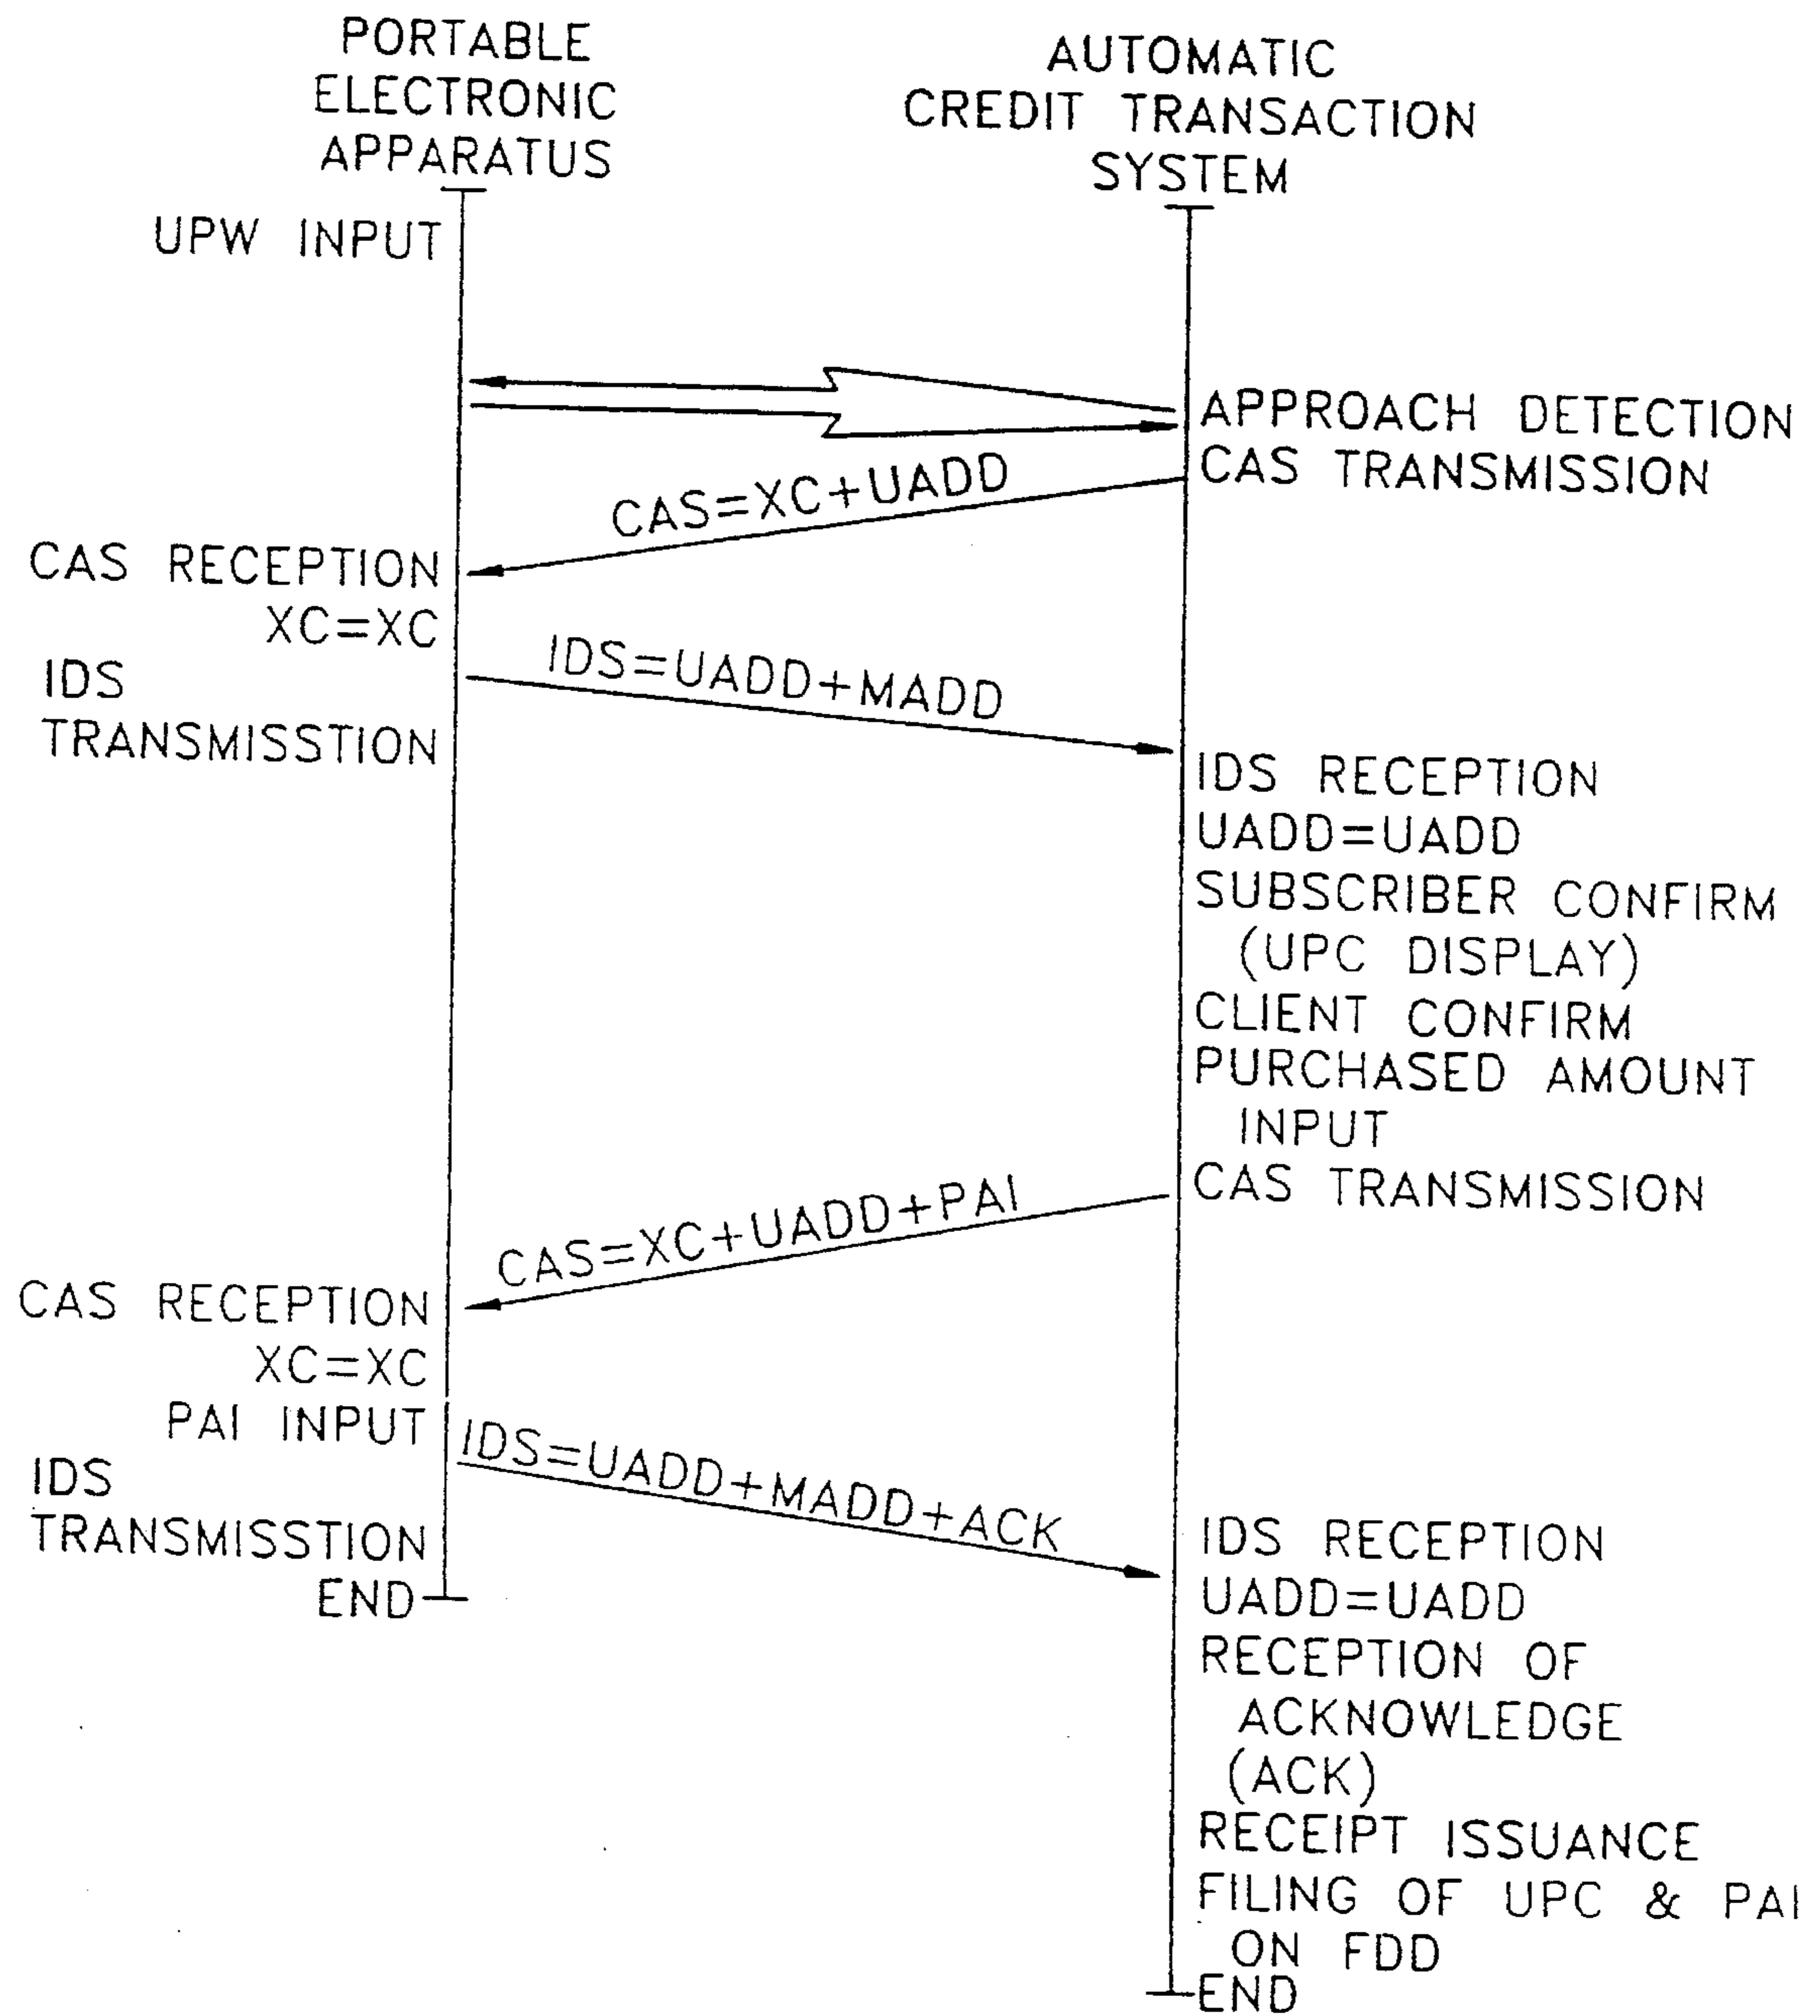 PORTABLE
ELECTRONIC
APPARATUS
AUTOMATIC
CREDIT TRANSACTION
SYSTEM
UPW INPUT
APPROACH DETECTION
CAS TRANSMISSION
CAS=XC+UADD
CAS RECEPTION
XC=XC
IDS
TRANSMISSTION
IDS=UADD+MADD
IDS RECEPTION
UADD=UADD
SUBSCRIBER CONFIRM
(UPC DISPLAY)
CLIENT CONFIRM
PURCHASED AMOUNT
INPUT
CAS TRANSMISSION
CAS=XC+UADD+PAI
CAS RECEPTION
XC=XC
PAI INPUT
IDS
TRANSMISSTION
END
IDS=UADD+MADD+ACK
IDS RECEPTION
UADD=UADD
RECEPTION OF
ACKNOWLEDGE
(ACK)
RECEIPT ISSUANCE
FILING OF UPC & PAI
ON FDD
END